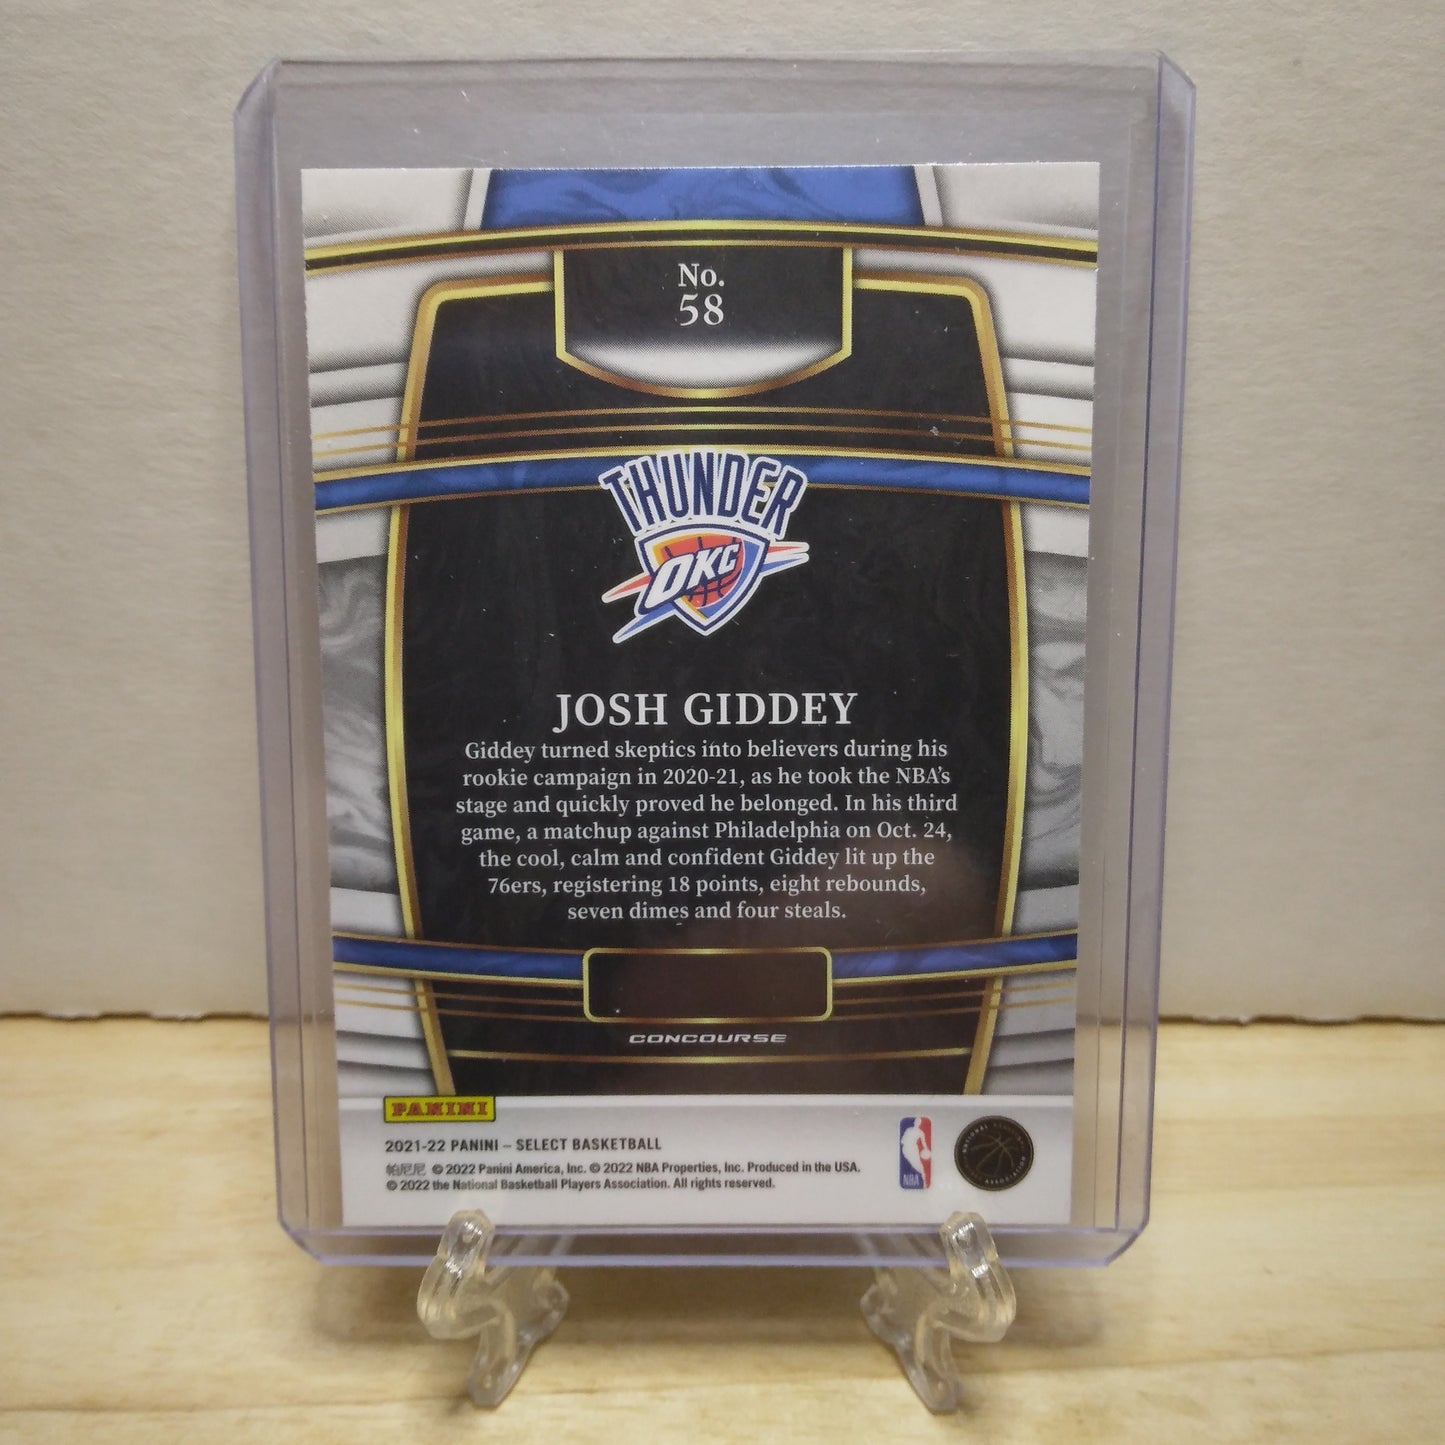 No.
58
THUNDER
OKC
JOSH GIDDEY
Giddey turned skeptics into believers during his
rookie campaign in 2020-21, as he took the NBA's
stage and quickly proved he belonged. In his third
game, a matchup against Philadelphia on Oct. 24,
the cool, calm and confident Giddey lit up the
76ers, registering 18 points, eight rebounds,
seven dimes and four steals.
CONCOURSE
PANINI
2021-22 PANINI – SELECT BASKETBALL
帕尼尼 © 2022 Panini America, Inc. © 2022 NBA Properties, Inc. Produced in the USA.
© 2022 the National Basketball Players Association. All rights reserved.
NBA